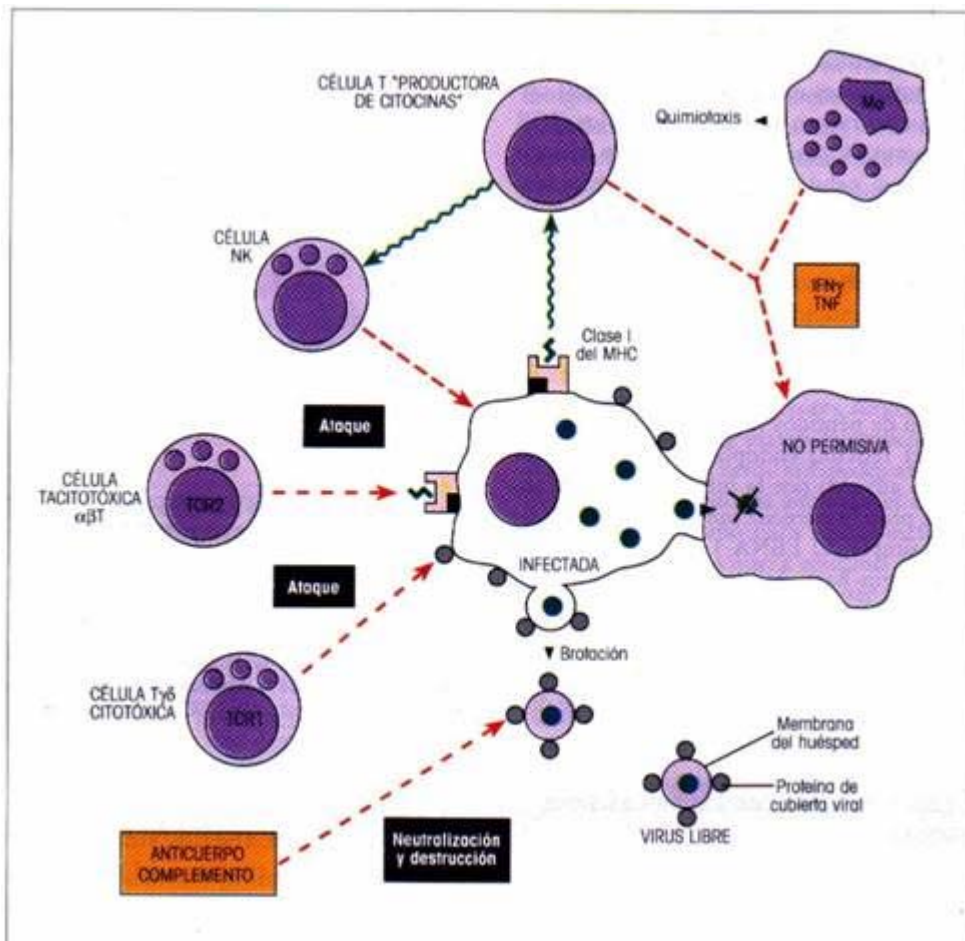 CÉLULA T "PRODUCTORA
DE CITOCINAS"
Quimiotaxis
Mø
CÉLULA
NK
IFNγ
TNF
Clase I
del MHC
Ataque
NO PERMISIVA
CÉLULA
TACITOTÓXICA
αβT
TCR2
INFECTADA
Ataque
Brotación
CÉLULA Tγδ
CITOTÓXICA
TCR1
Membrana
del huésped
Proteína de
cubierta viral
VIRUS LIBRE
Neutralización
y destrucción
ANTICUERPO
COMPLEMENTO